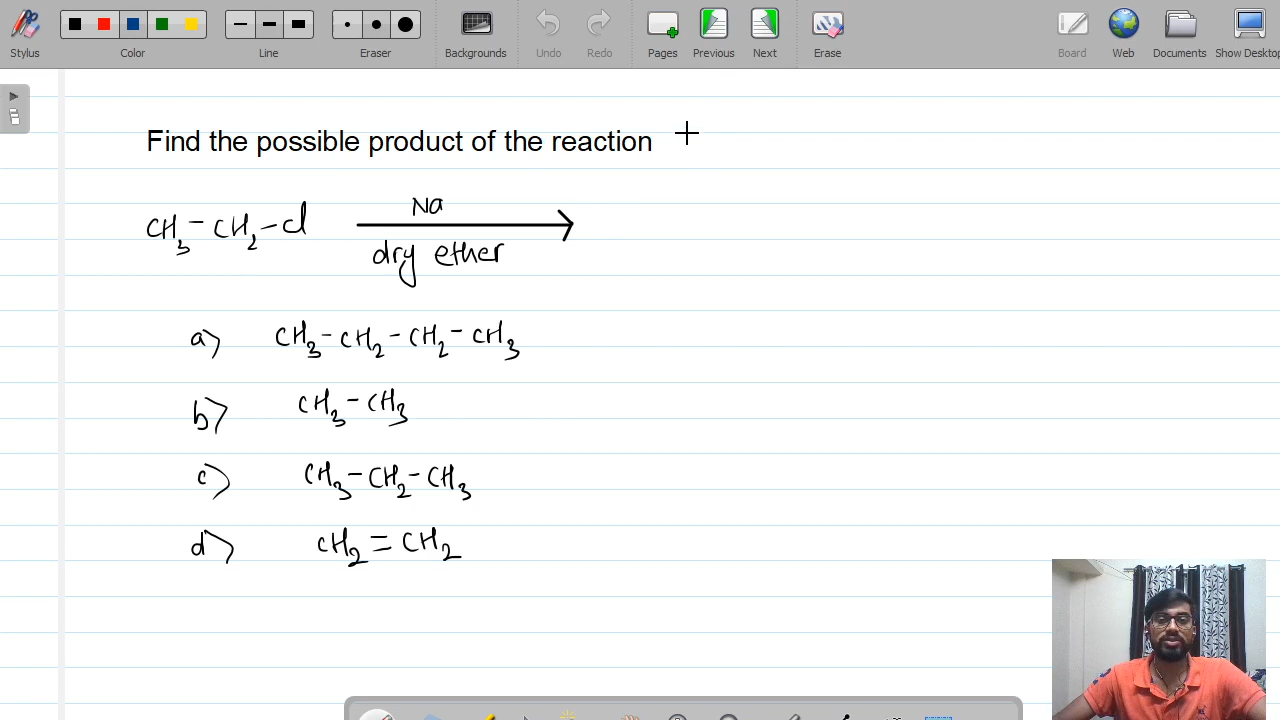 Stylus Color Line Eraser Backgrounds Undo Redo Pages Previous Next Erase Board Web Documents Show Desktop
Find the possible product of the reaction
CH3-CH2-Cl Na
dry ether
a) CH3-CH2-CH2-CH3
b) CH3-CH3
c) CH3-CH2-CH3
d) CH2=CH2